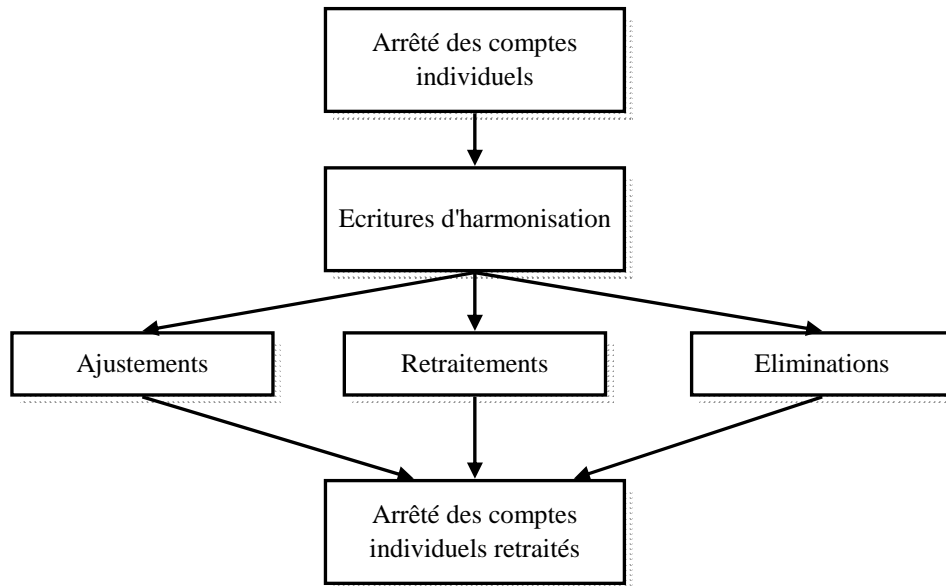 Arrêté des comptes
individuels
Ecritures d'harmonisation
Ajustements
Retraitements
Eliminations
Arrêté des comptes
individuels retraités